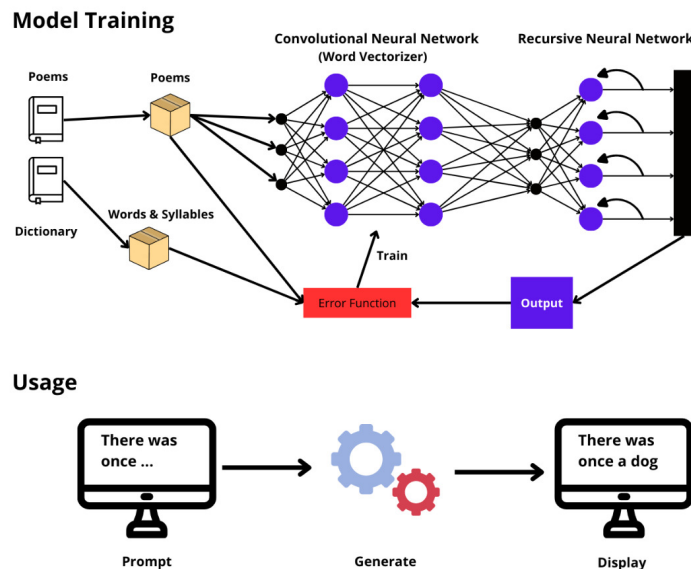 Model Training
Convolutional Neural Network
(Word Vectorizer)
Recursive Neural Network
Poems
Poems
Dictionary
Words & Syllables
Train
Error Function
Output
Usage
There was
once ...
There was
once a dog
Prompt
Generate
Display